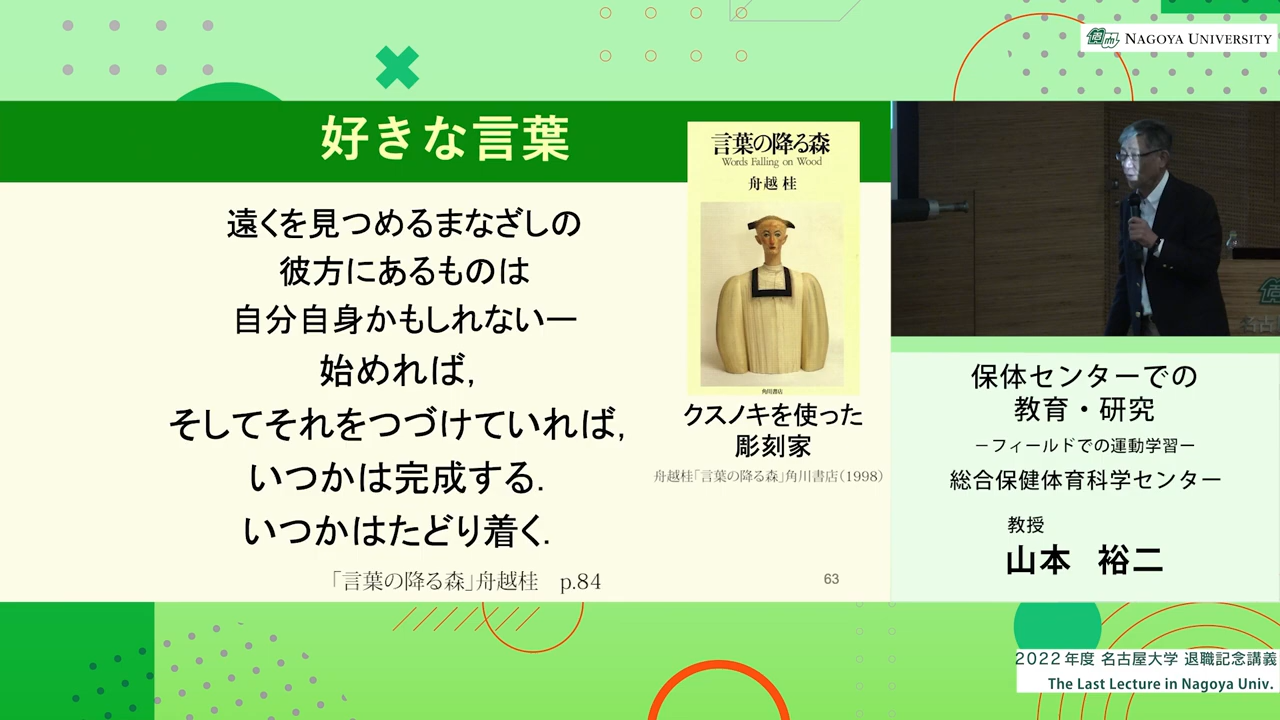 NAGOYA UNIVERSITY
好きな言葉
遠くを見つめるまなざしの
彼方にあるものは
自分自身かもしれないー
始めれば,
そしてそれをつづけていれば,
いつかは完成する.
いつかはたどり着く.
「言葉の降る森」舟越桂 p.84
言葉の降る森
Words Falling on Wood
舟越 桂
角川書店
クスノキを使った
彫刻家
舟越桂「言葉の降る森」角川書店(1998)
63
保体センターでの
教育・研究
－フィールドでの運動学習ー
総合保健体育科学センター
教授
山本 裕二
2022年度 名古屋大学 退職記念講義
The Last Lecture in Nagoya Univ.